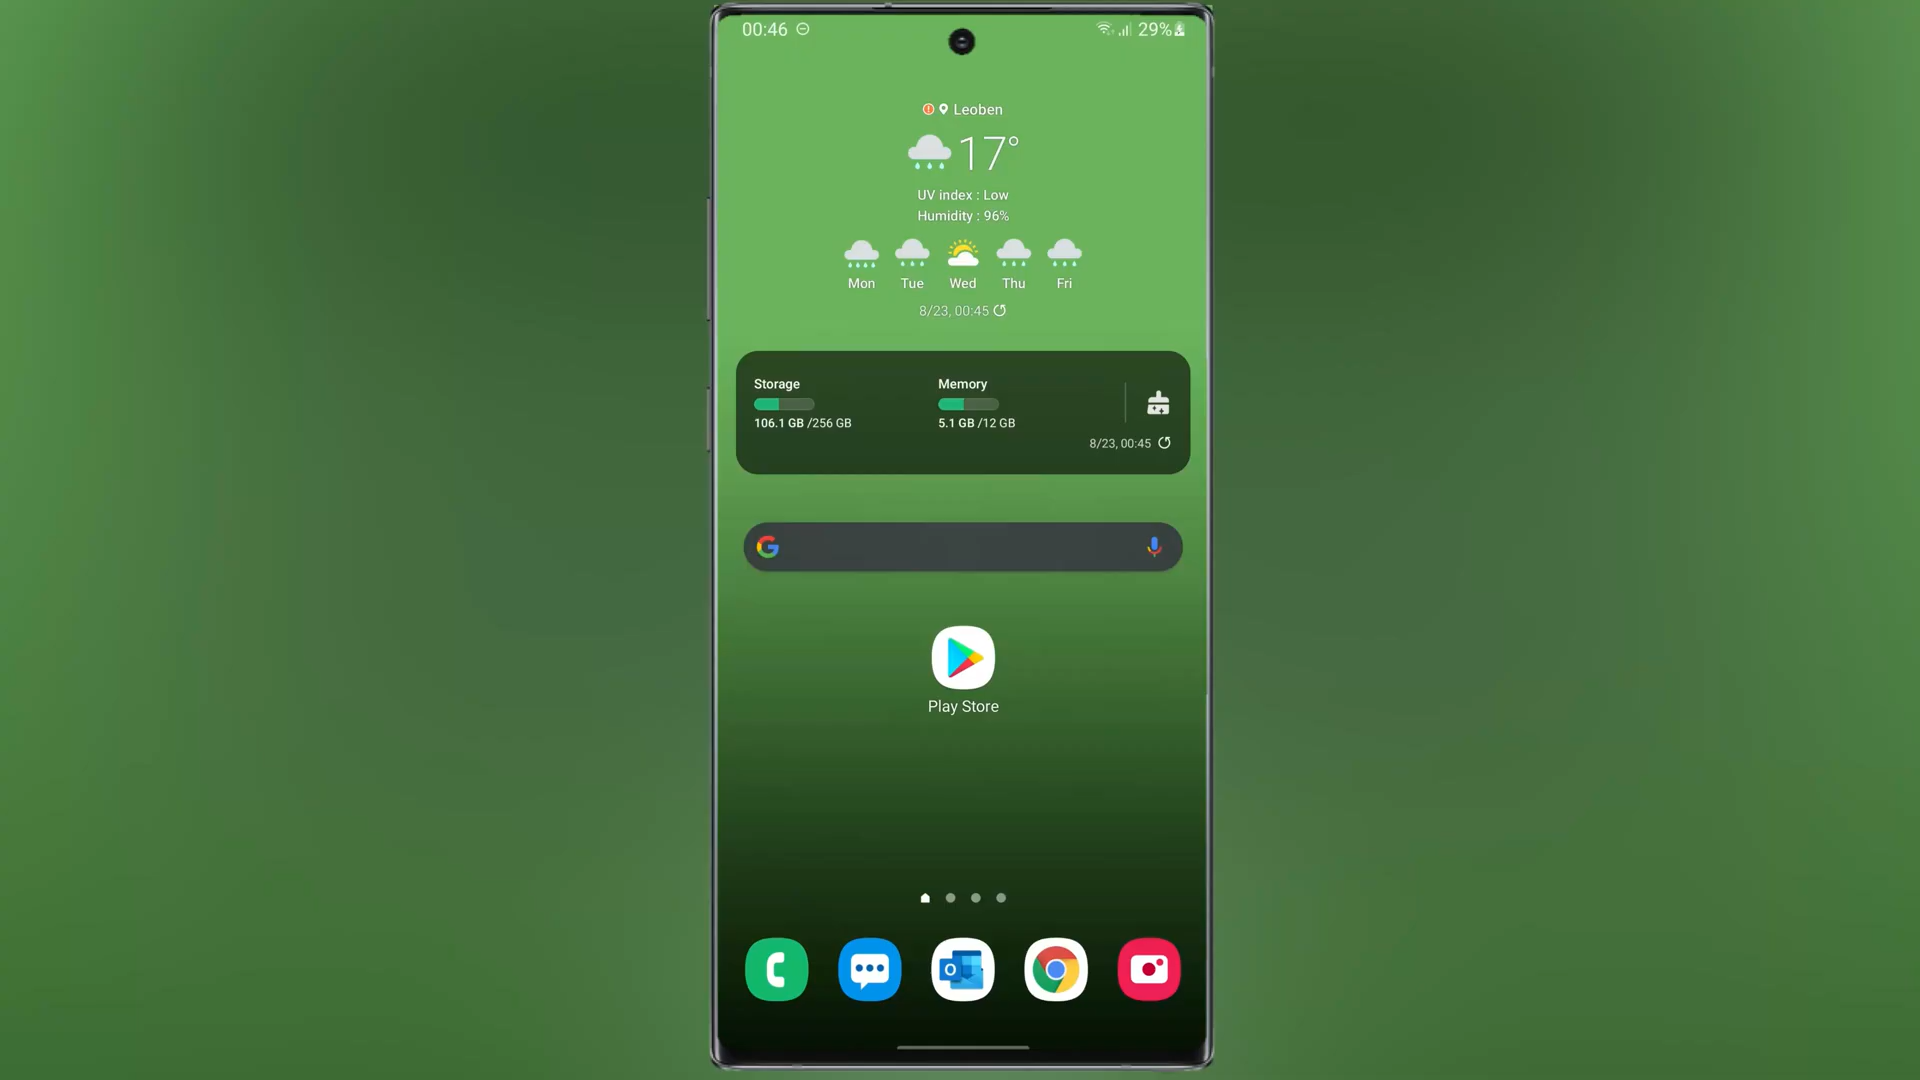 00:46
29%
Leoben
17°
UV index : Low
Humidity : 96%
Mon Tue Wed Thu Fri
8/23, 00:45
Storage Memory
106.1 GB /256 GB 5.1 GB /12 GB
8/23, 00:45
Play Store